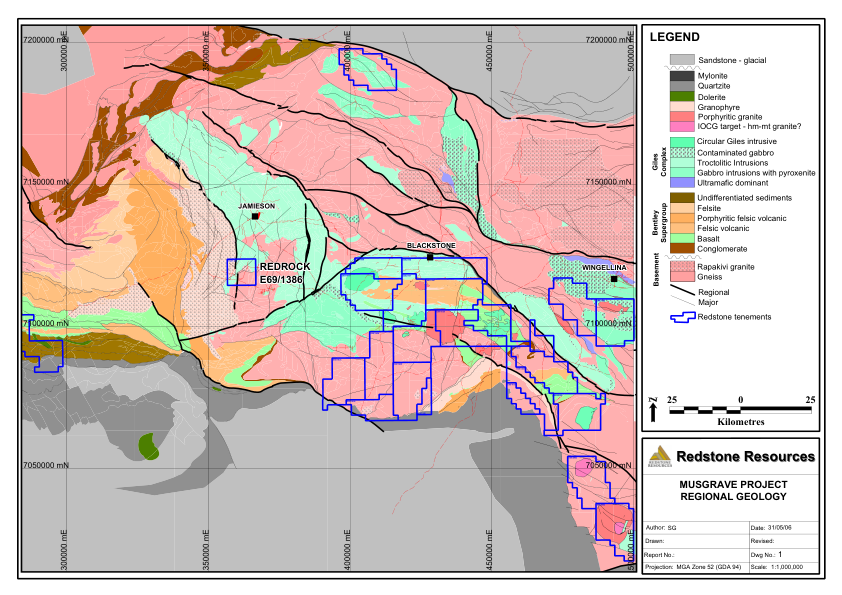 7200000 mN
7200000 mN
300000 mE
350000 mE
400000 mE
450000 mE
7150000 mN
7150000 mN
JAMIESON
BLACKSTONE
WINGELLINA
REDROCK
E69/1386
7100000 mN
7100000 mN
7050000 mN
7050000 mN
300000 mE
350000 mE
400000 mE
450000 mE
LEGEND
Sandstone - glacial
Mylonite
Quartzite
Dolerite
Granophyre
Porphyritic granite
IOCG target - hm-mt granite?
Giles
Complex
Circular Giles intrusive
Contaminated gabbro
Troctolitic Intrusions
Gabbro intrusions with pyroxenite
Ultramafic dominant
Bentley
Supergroup
Undifferentiated sediments
Felsite
Porphyritic felsic volcanic
Felsic volcanic
Basalt
Conglomerate
Basement
Rapakivi granite
Gneiss
Regional
Major
Redstone tenements
N
25 0 25
Kilometres
REDSTONE
RESOURCES
Redstone Resources
MUSGRAVE PROJECT
REGIONAL GEOLOGY
Author: SG
Date: 31/05/06
Drawn:
Revised:
Report No.:
Dwg No.: 1
Projection: MGA Zone 52 (GDA 94)
Scale: 1:1,000,000